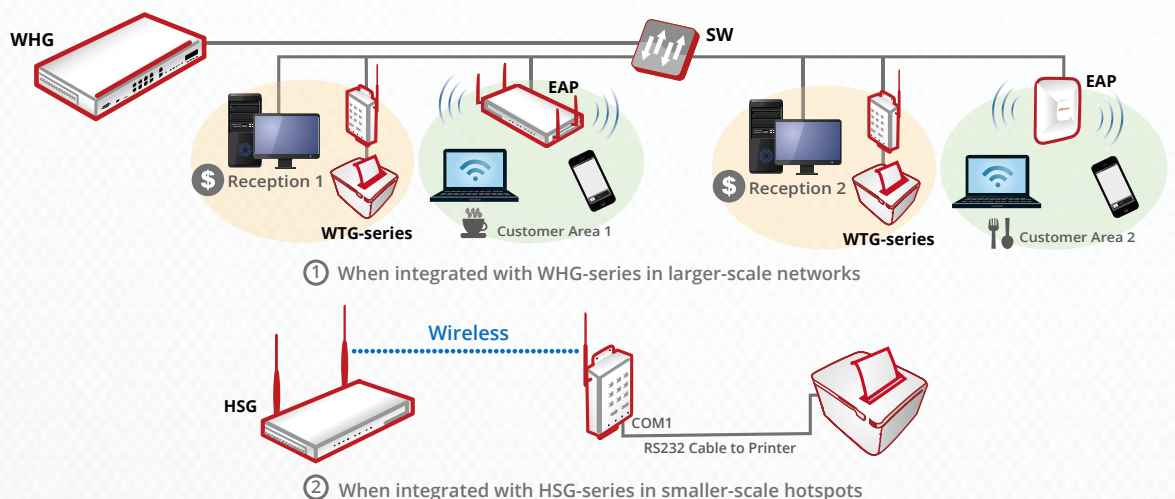 WHG
SW
EAP
EAP
$ Reception 1
WTG-series
Customer Area 1
$ Reception 2
WTG-series
Customer Area 2
1 When integrated with WHG-series in larger-scale networks
Wireless
HSG
COM1
RS232 Cable to Printer
2 When integrated with HSG-series in smaller-scale hotspots